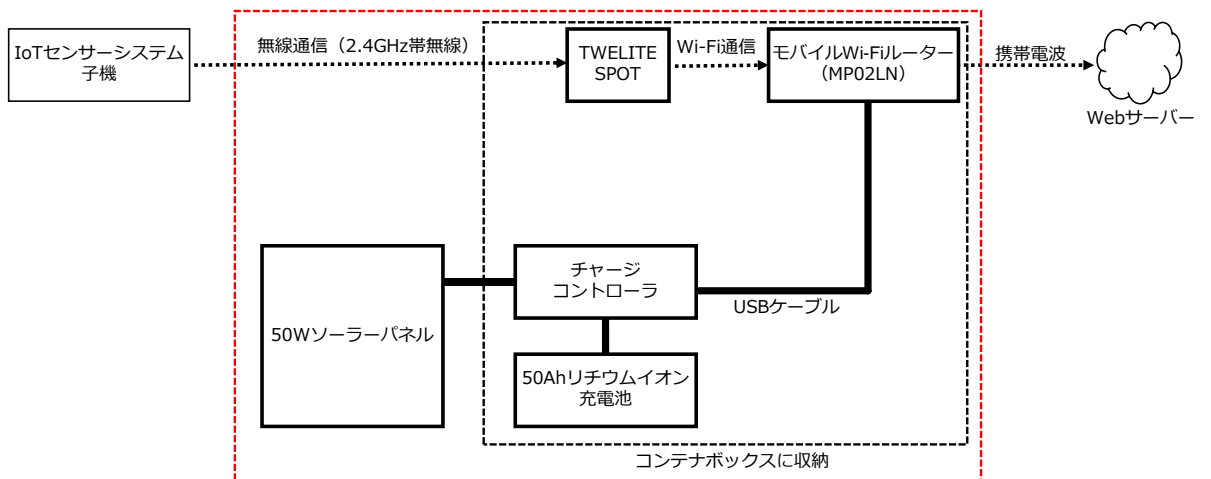 IoTセンサーシステム
子機
無線通信（2.4GHz帯無線）
TWELITE
SPOT
Wi-Fi通信
モバイルWi-Fiルーター
（MP02LN）
携帯電波
Webサーバー
50Wソーラーパネル
チャージ
コントローラ
USBケーブル
50Ahリチウムイオン
充電池
コンテナボックスに収納